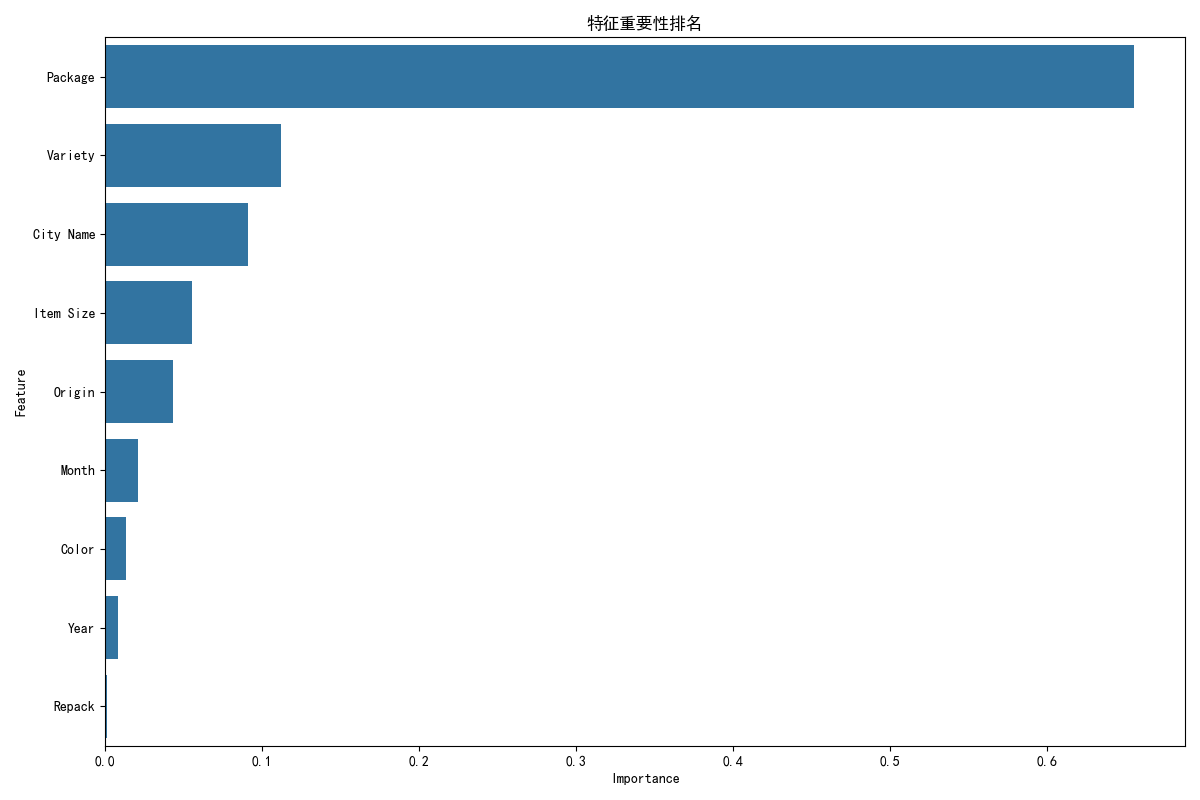 特征重要性排名
Package
Variety
City Name
Item Size
Origin
Month
Color
Year
Repack
Feature
0.0 0.1 0.2 0.3 0.4 0.5 0.6
Importance